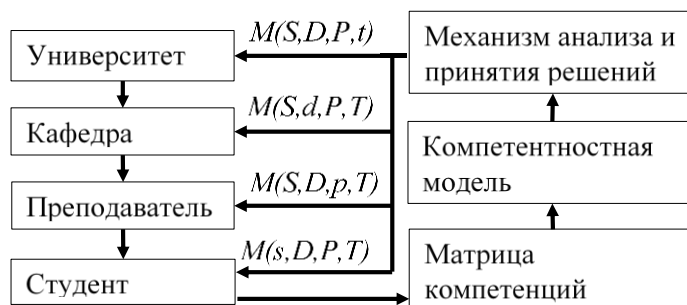 Университет
Кафедра
Преподаватель
Студент
M(S,D,P,t)
M(S,d,P,T)
M(S,D,p,T)
M(s,D,P,T)
Механизм анализа и
принятия решений
Компетентностная
модель
Матрица
компетенций